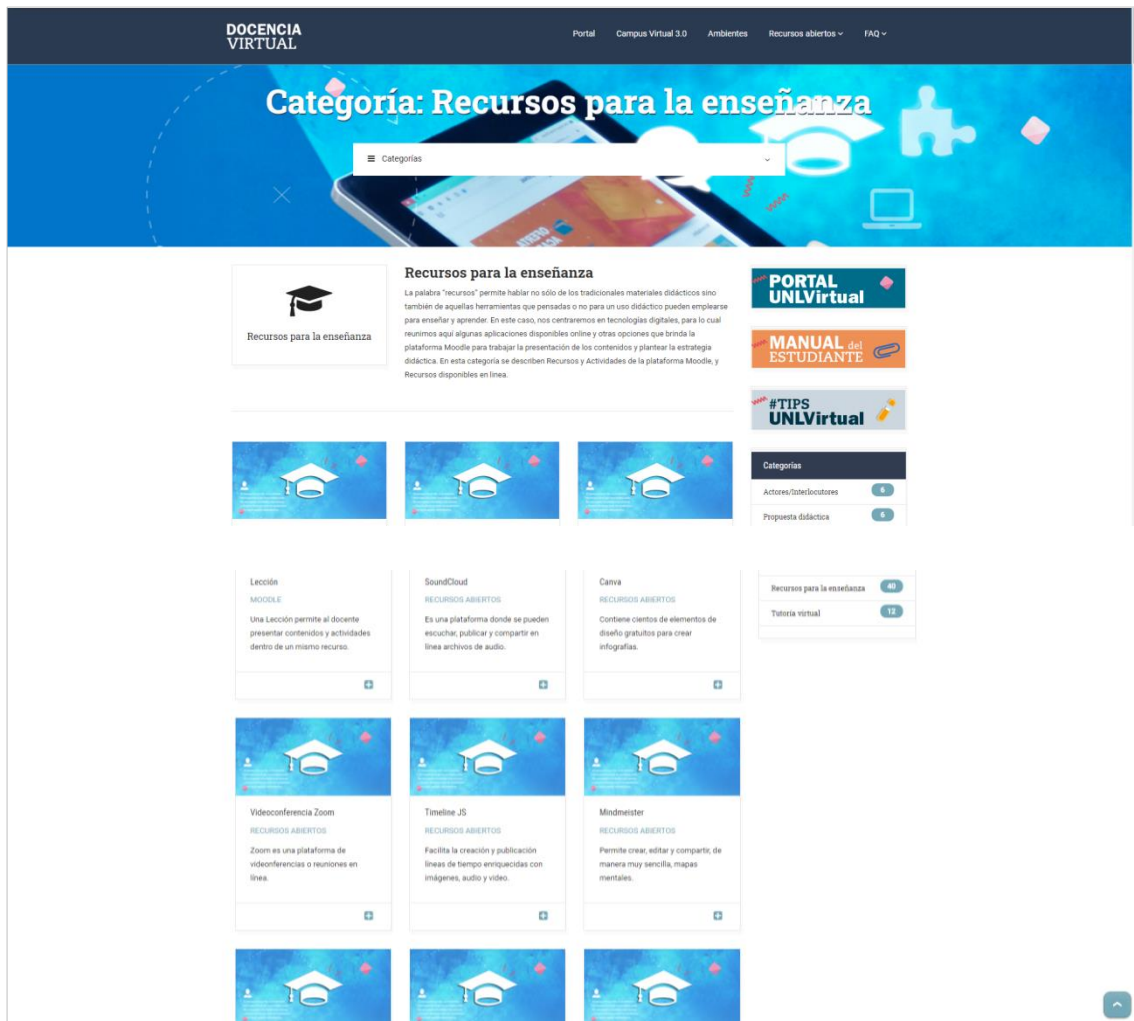 DOCENCIA
VIRTUAL
Portal
Campus Virtual 3.0
Ambientes
Recursos abiertos
FAQ
Categoría: Recursos para la enseñanza
Categorías
Recursos para la enseñanza
Recursos para la enseñanza
La palabra "recursos" permite hablar no sólo de los tradicionales materiales didácticos sino
también de aquellas herramientas que pensadas o no para un uso didáctico pueden emplearse
para enseñar y aprender. En este caso, nos centraremos en tecnologías digitales, para lo cual
reunimos aquí algunas aplicaciones disponibles online y otras opciones que brinda la
plataforma Moodle para trabajar la presentación de los contenidos y plantear la estrategia
didáctica. En esta categoría se describen Recursos y Actividades de la plataforma Moodle, y
Recursos disponibles en línea.
PORTAL
UNLVirtual
MANUAL del
ESTUDIANTE
#TIPS
UNLVirtual
Categorías
Actores/Interlocutores 6
Propuesta didáctica 6
Recursos para la enseñanza 40
Tutoría virtual 12
Lección
MOODLE
Una Lección permite al docente
presentar contenidos y actividades
dentro de un mismo recurso.
SoundCloud
RECURSOS ABIERTOS
Es una plataforma donde se pueden
escuchar, publicar y compartir en
línea archivos de audio.
Canva
RECURSOS ABIERTOS
Contiene cientos de elementos de
diseño gratuitos para crear
infografías.
Videoconferencia Zoom
RECURSOS ABIERTOS
Zoom es una plataforma de
videonferencias o reuniones en
línea.
Timeline JS
RECURSOS ABIERTOS
Facilita la creación y publicación
líneas de tiempo enriquecidas con
imágenes, audio y video.
Mindmeister
RECURSOS ABIERTOS
Permite crear, editar y compartir, de
manera muy sencilla, mapas
mentales.